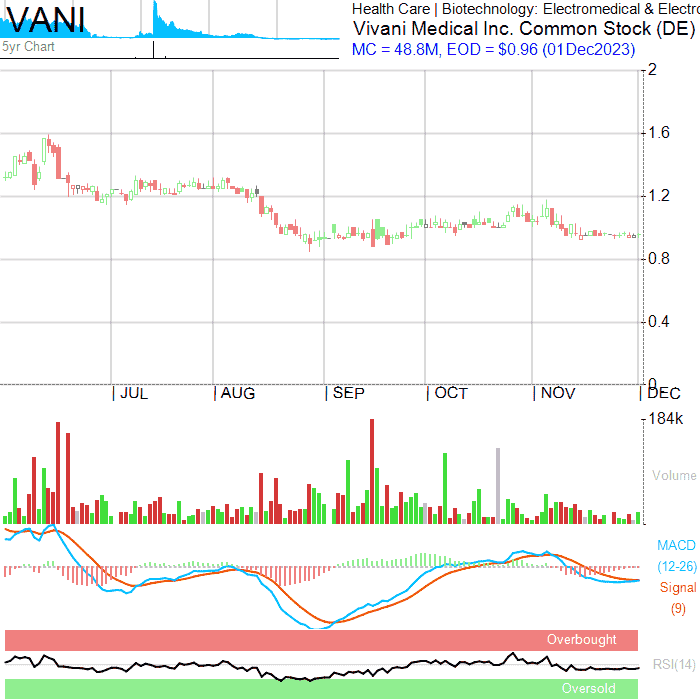 VANI
5yr Chart
Health Care | Biotechnology: Electromedical & Electro
Vivani Medical Inc. Common Stock (DE)
MC = 48.8M, EOD = $0.96 (01Dec2023)
2
1.6
1.2
0.8
0.4
0
| JUL | AUG | SEP | OCT | NOV | DEC
184k
Volume
MACD
(12-26)
Signal
(9)
Overbought
RSI(14)
Oversold